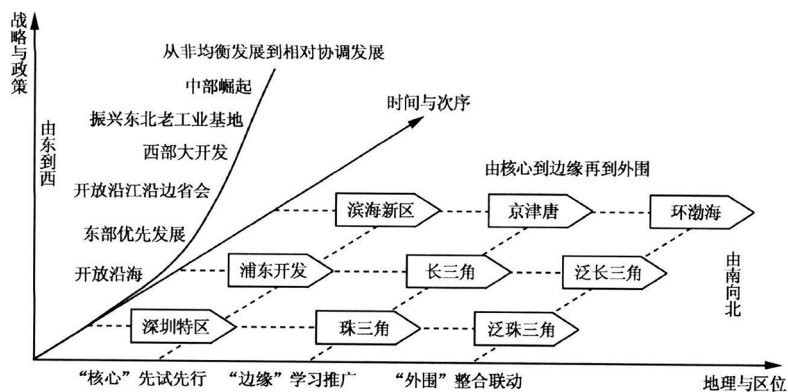 战略与政策
从非均衡发展到相对协调发展
中部崛起
振兴东北老工业基地
西部大开发
开放沿江沿边省会
东部优先发展
开放沿海
由东到西
时间与次序
由核心到边缘再到外围
滨海新区
京津唐
环渤海
浦东开发
长三角
泛长三角
深圳特区
珠三角
泛珠三角
由南向北
“核心”先试先行
“边缘”学习推广
“外围”整合联动
地理与区位